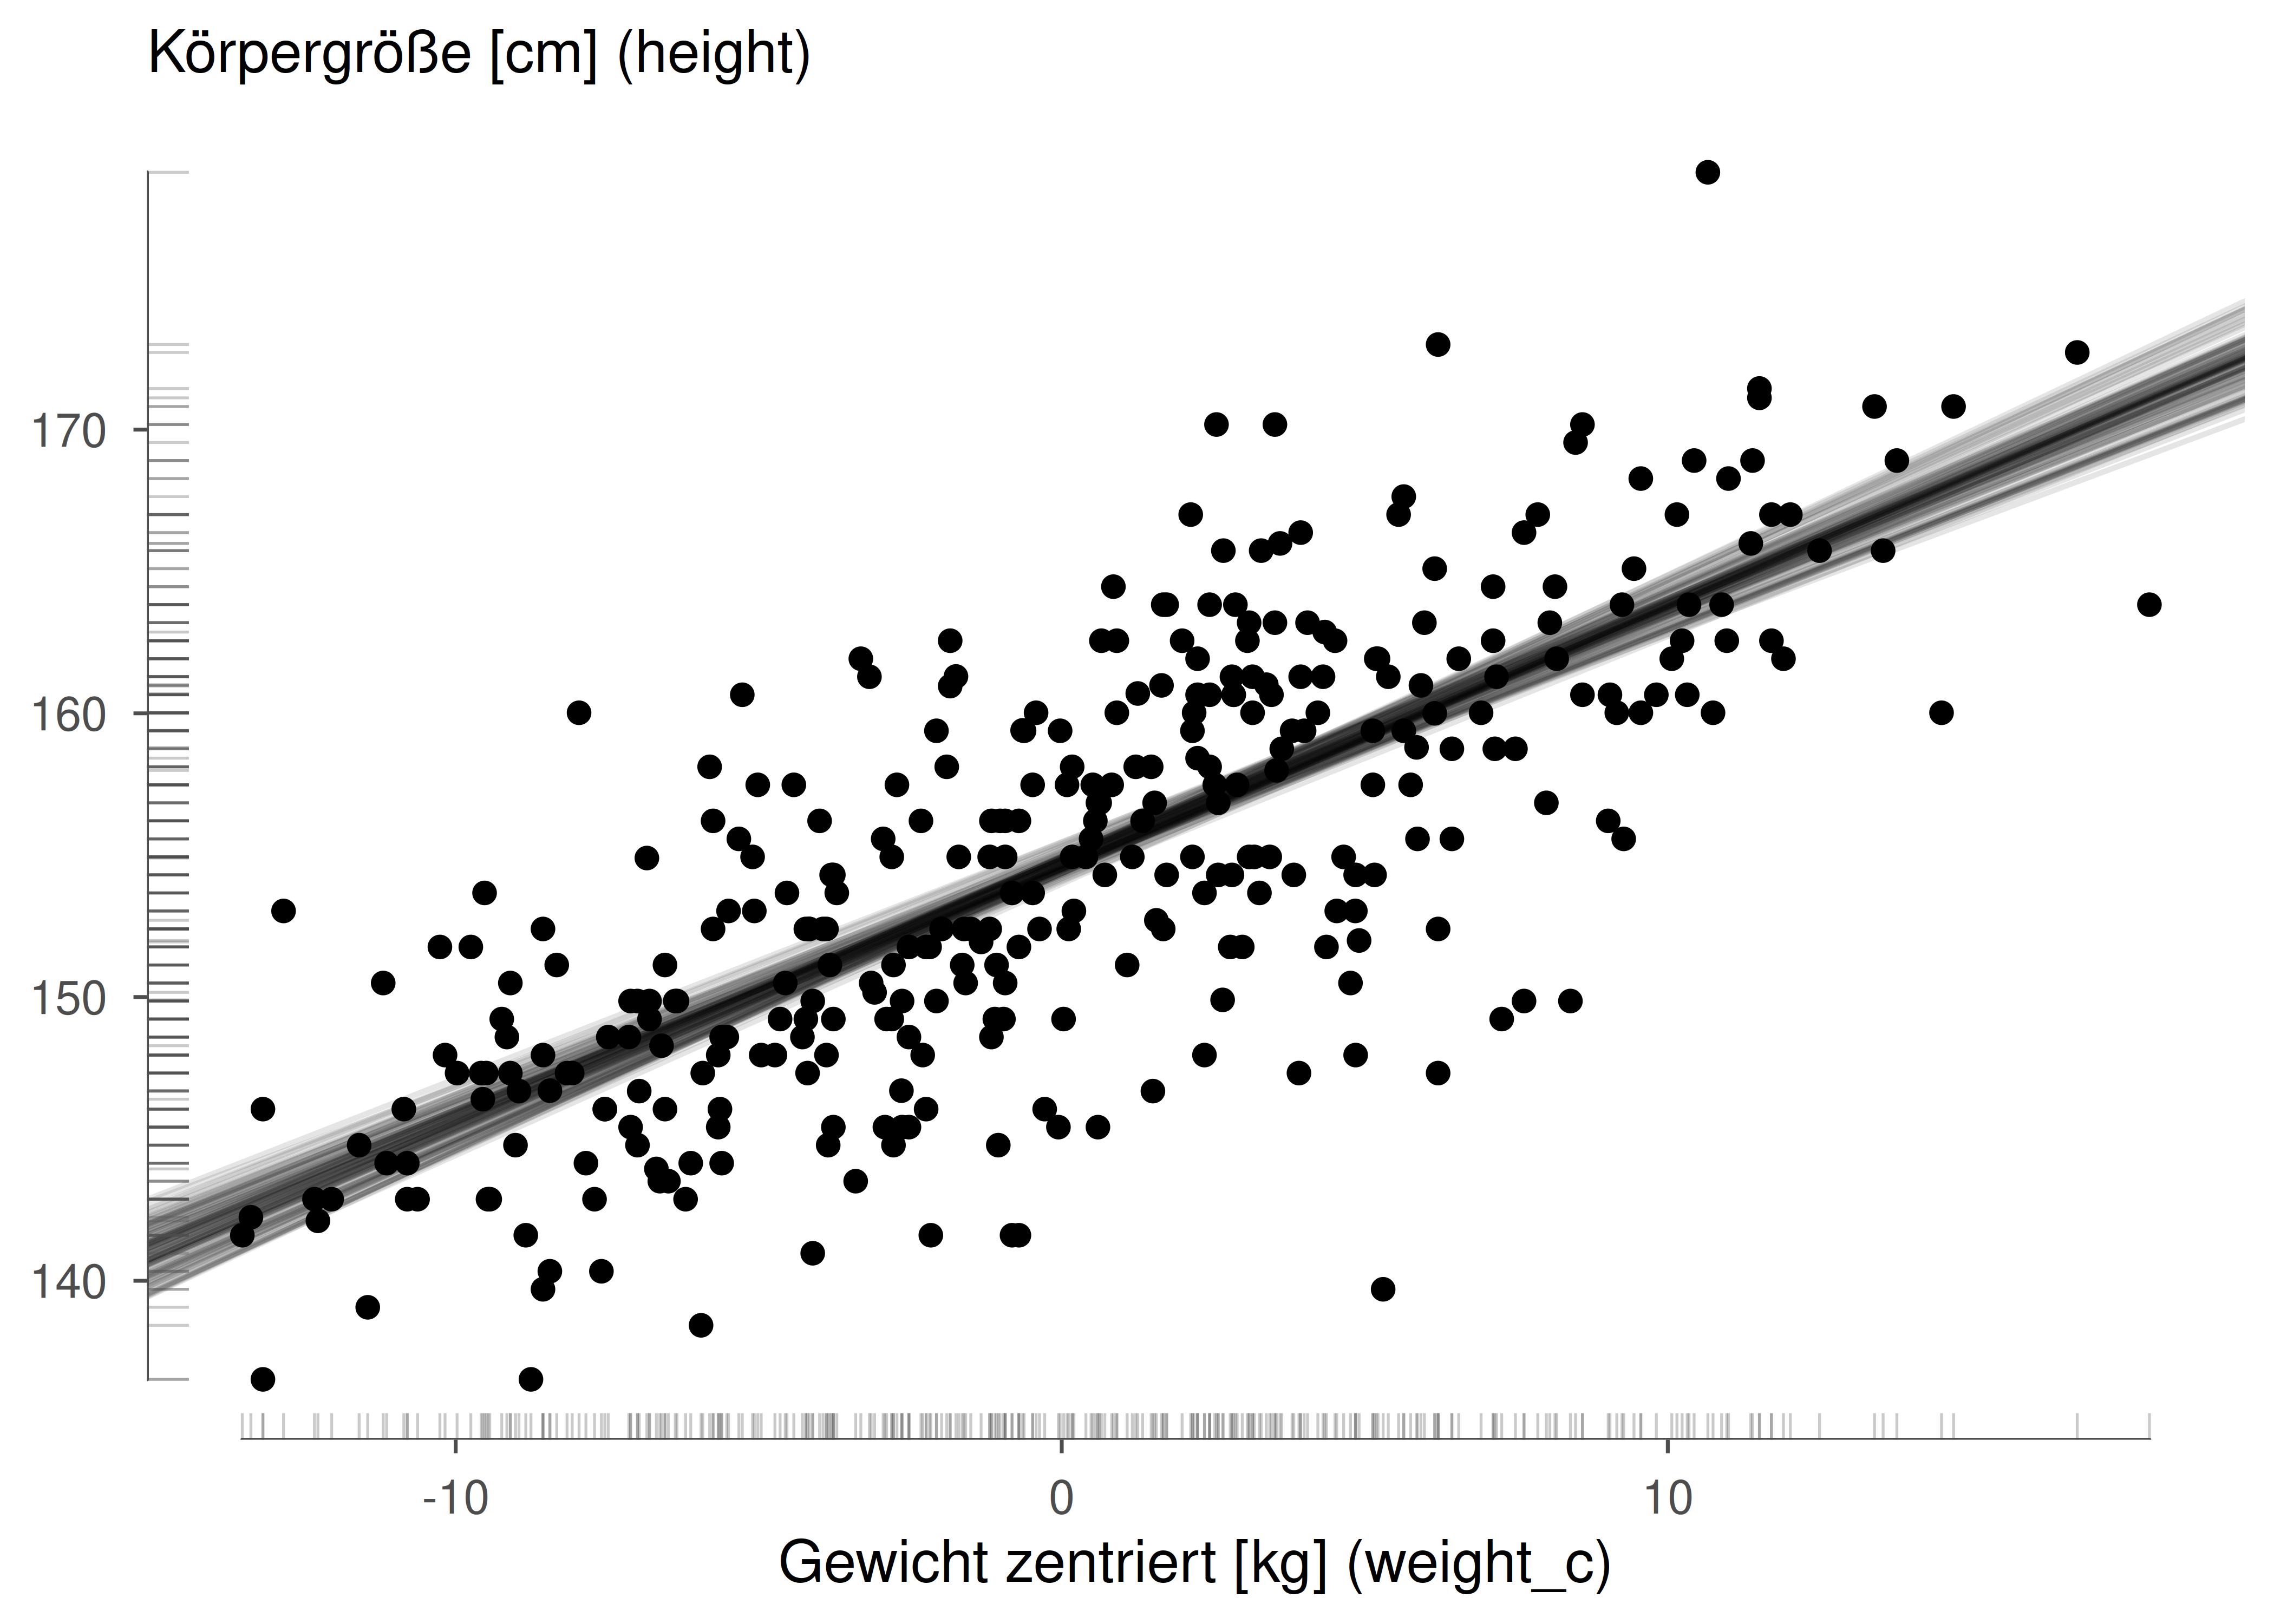 Körpergröße [cm] (height)
170
160
150
140
-10 0 10
Gewicht zentriert [kg] (weight_c)